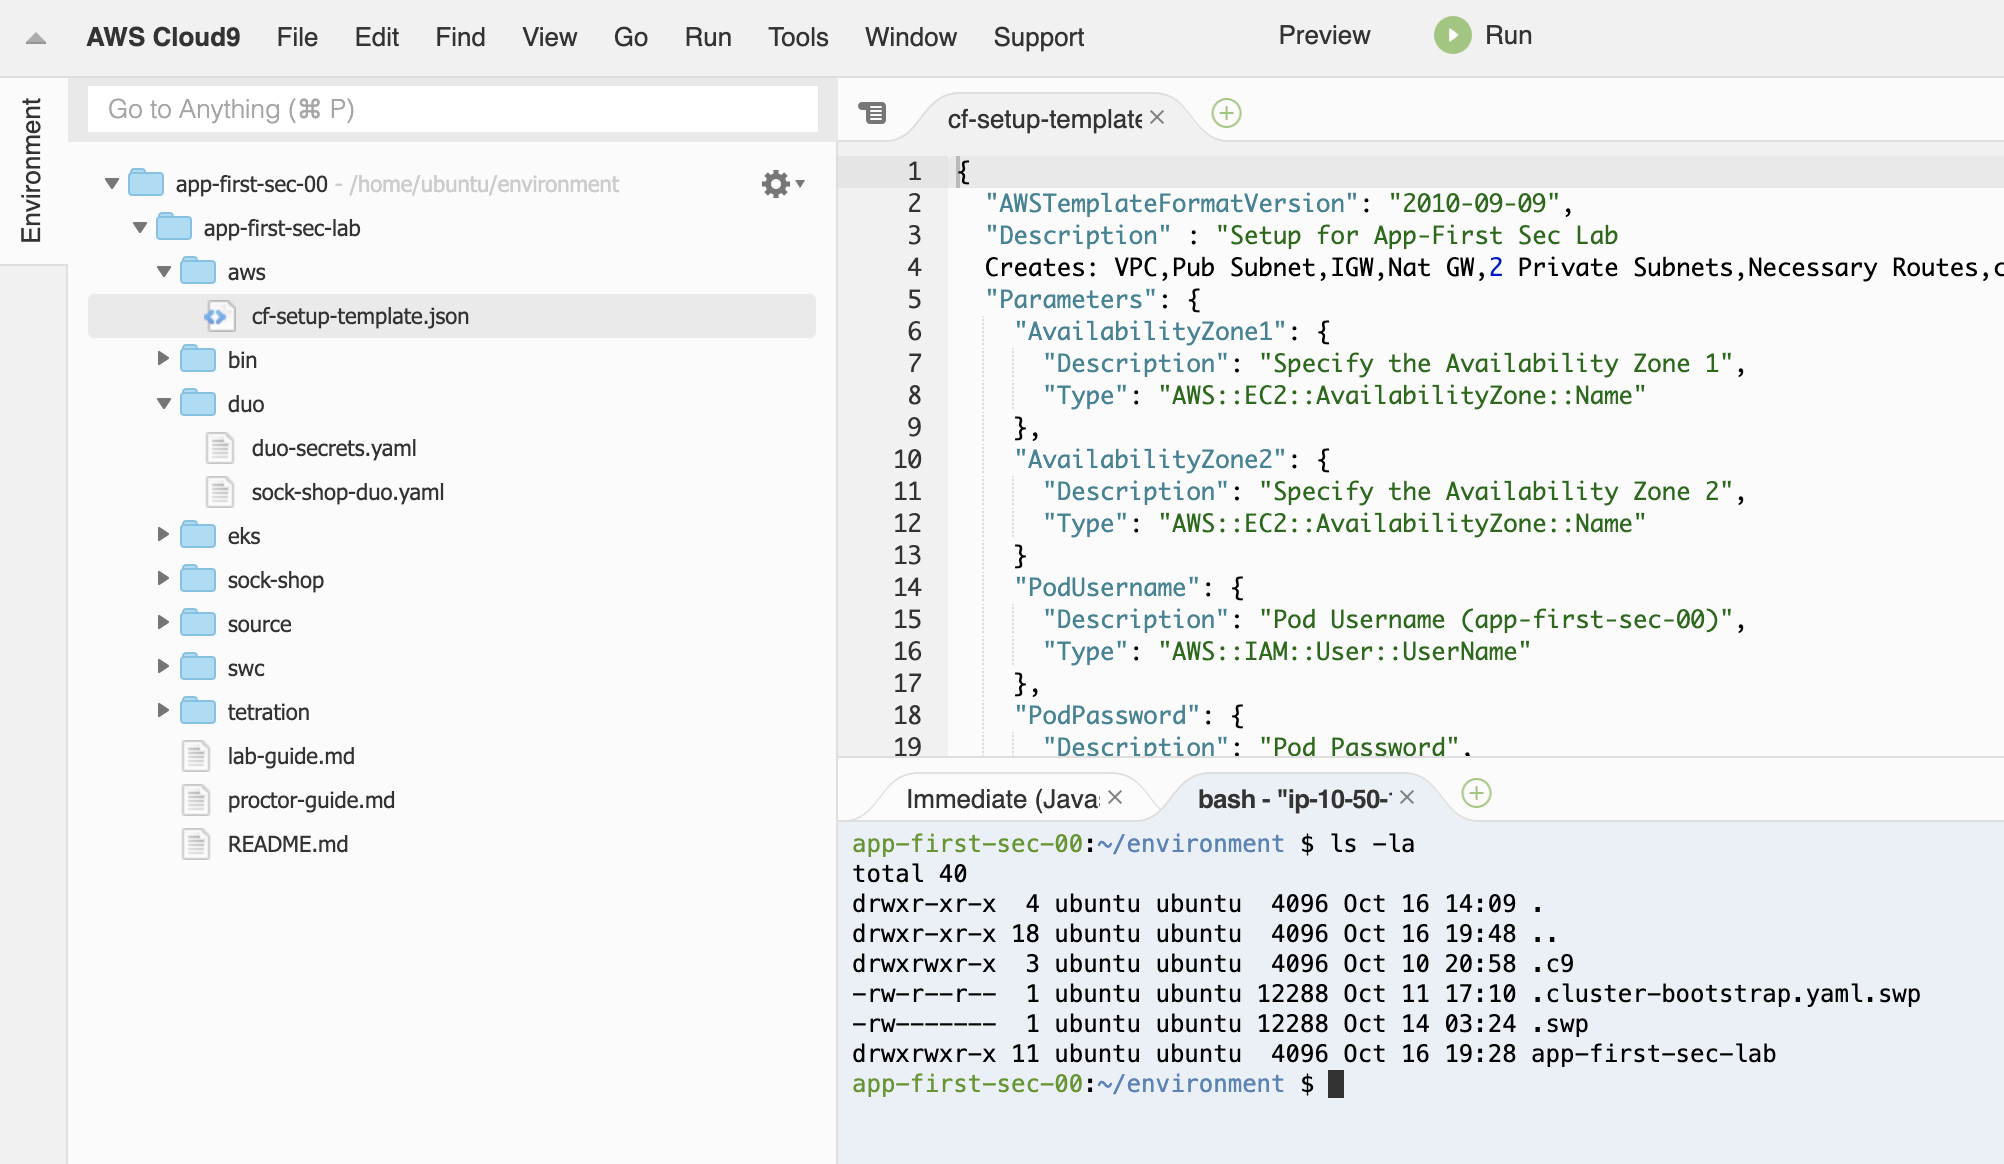 AWS Cloud9 File Edit Find View Go Run Tools Window Support Preview Run
Environment
Go to Anything (⌘ P)
app-first-sec-00 - /home/ubuntu/environment
app-first-sec-lab
aws
cf-setup-template.json
bin
duo
duo-secrets.yaml
sock-shop-duo.yaml
eks
sock-shop
source
swc
tetration
lab-guide.md
proctor-guide.md
README.md
cf-setup-template
1 {
2 "AWSTemplateFormatVersion": "2010-09-09",
3 "Description" : "Setup for App-First Sec Lab
4 Creates: VPC,Pub Subnet,IGW,Nat GW,2 Private Subnets,Necessary Routes,c
5 "Parameters": {
6 "AvailabilityZone1": {
7 "Description": "Specify the Availability Zone 1",
8 "Type": "AWS::EC2::AvailabilityZone::Name"
9 },
10 "AvailabilityZone2": {
11 "Description": "Specify the Availability Zone 2",
12 "Type": "AWS::EC2::AvailabilityZone::Name"
13 }
14 "PodUsername": {
15 "Description": "Pod Username (app-first-sec-00)",
16 "Type": "AWS::IAM::User::UserName"
17 },
18 "PodPassword": {
19 "Description": "Pod Password",
Immediate (Javas bash - "ip-10-50-
app-first-sec-00:~/environment $ ls -la
total 40
drwxr-xr-x  4 ubuntu ubuntu  4096 Oct 16 14:09 .
drwxr-xr-x 18 ubuntu ubuntu  4096 Oct 16 19:48 ..
drwxrwxr-x  3 ubuntu ubuntu  4096 Oct 10 20:58 .c9
-rw-r--r--  1 ubuntu ubuntu 12288 Oct 11 17:10 .cluster-bootstrap.yaml.swp
-rw-------  1 ubuntu ubuntu 12288 Oct 14 03:24 .swp
drwxrwxr-x 11 ubuntu ubuntu  4096 Oct 16 19:28 app-first-sec-lab
app-first-sec-00:~/environment $